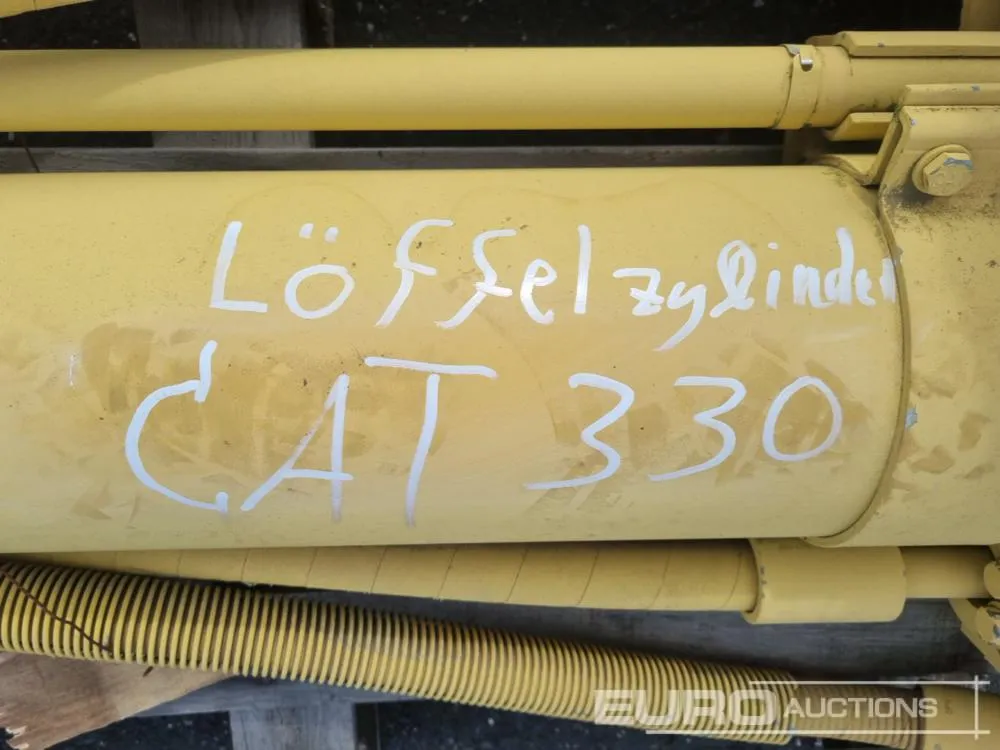 Löffelzylinder
CAT 330
EURO AUCTIONS